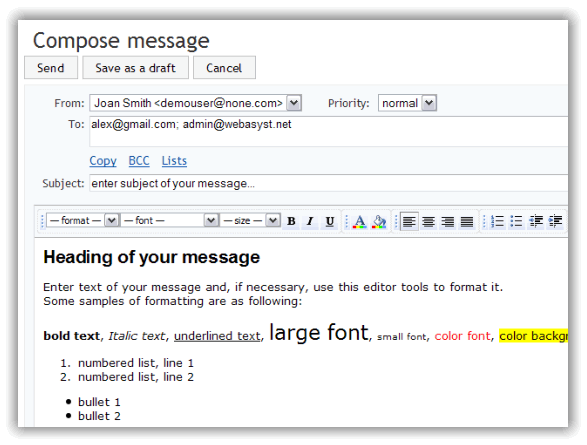 Compose message
Send Save as a draft Cancel
From: Joan Smith <demouser@none.com> Priority: normal
To: alex@gmail.com; admin@webasyst.net
Copy BCC Lists
Subject: enter subject of your message...
— format — — font — — size — B I U A
Heading of your message
Enter text of your message and, if necessary, use this editor tools to format it.
Some samples of formatting are as following:
bold text, Italic text, underlined text, large font, small font, color font, color backgr
1. numbered list, line 1
2. numbered list, line 2
• bullet 1
• bullet 2